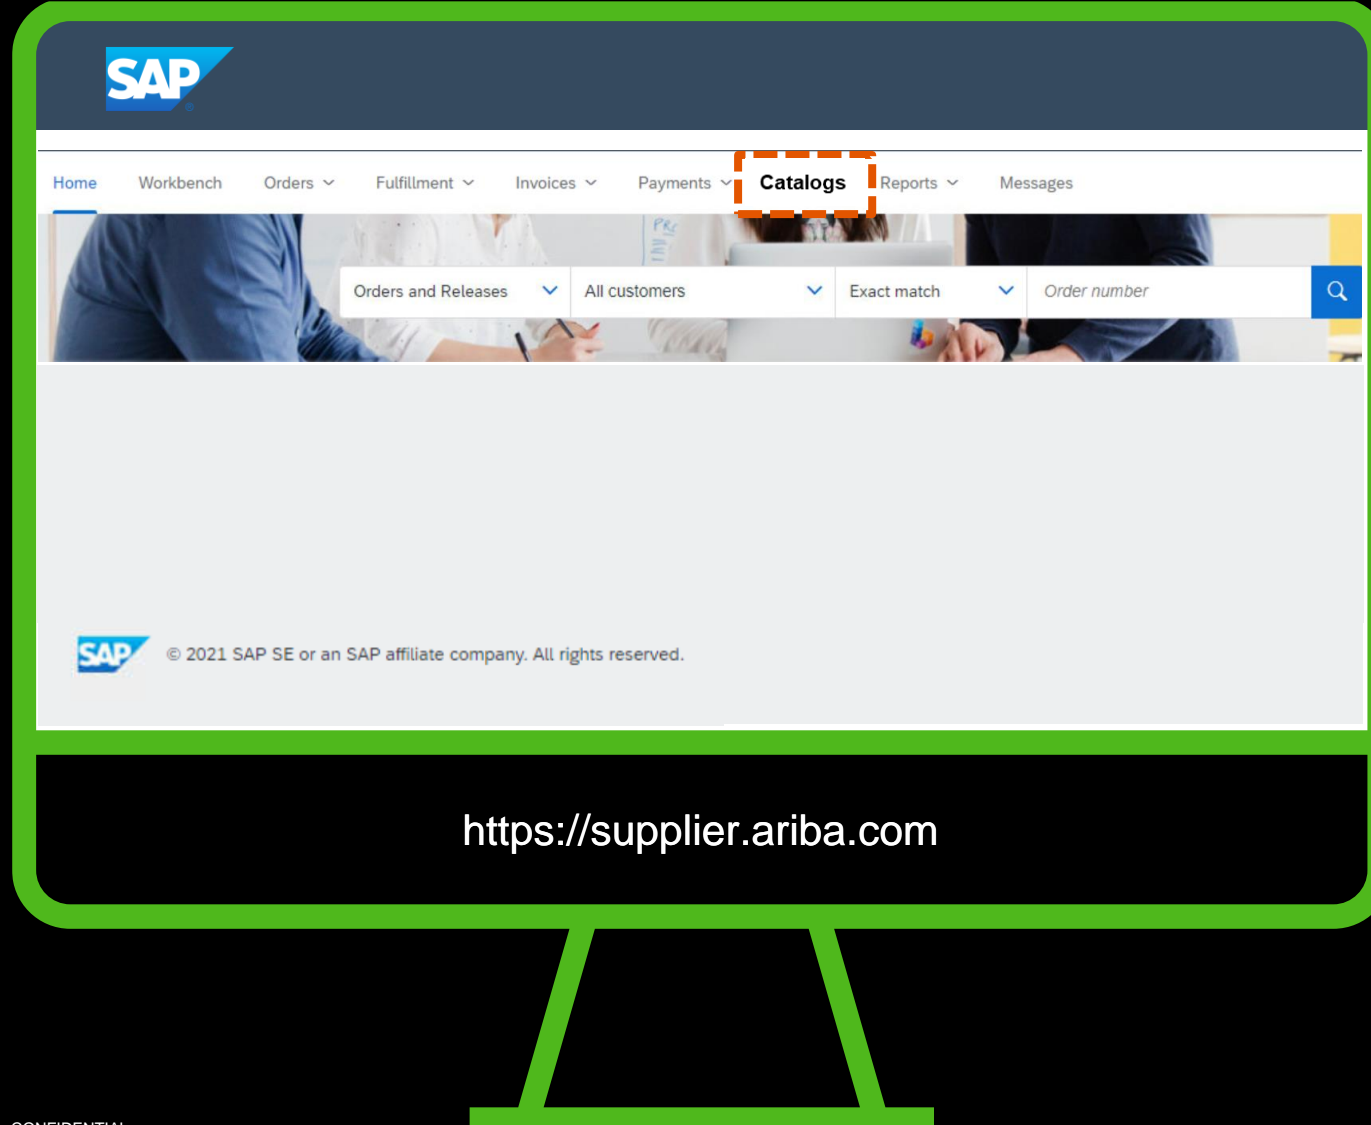 SAP
Home Workbench Orders Fulfillment Invoices Payments Catalogs Reports Messages
Orders and Releases All customers Exact match Order number
SAP © 2021 SAP SE or an SAP affiliate company. All rights reserved.
https://supplier.ariba.com